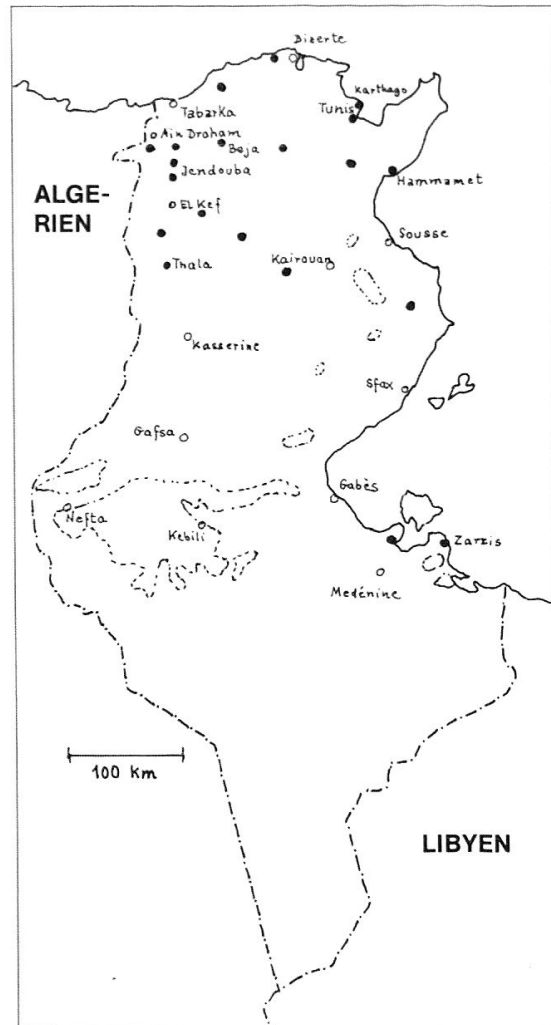 Bizerte
Karthago
Tabarka
Tunis
Ain Draham
Beja
Jendouba
Hammamet
ALGE-
RIEN
El Kef
Sousse
Thala
Kairouan
Kasserine
Sfax
Gafsa
Gabès
Nefta
Kebili
Zarzis
Medénine
100 km
LIBYEN